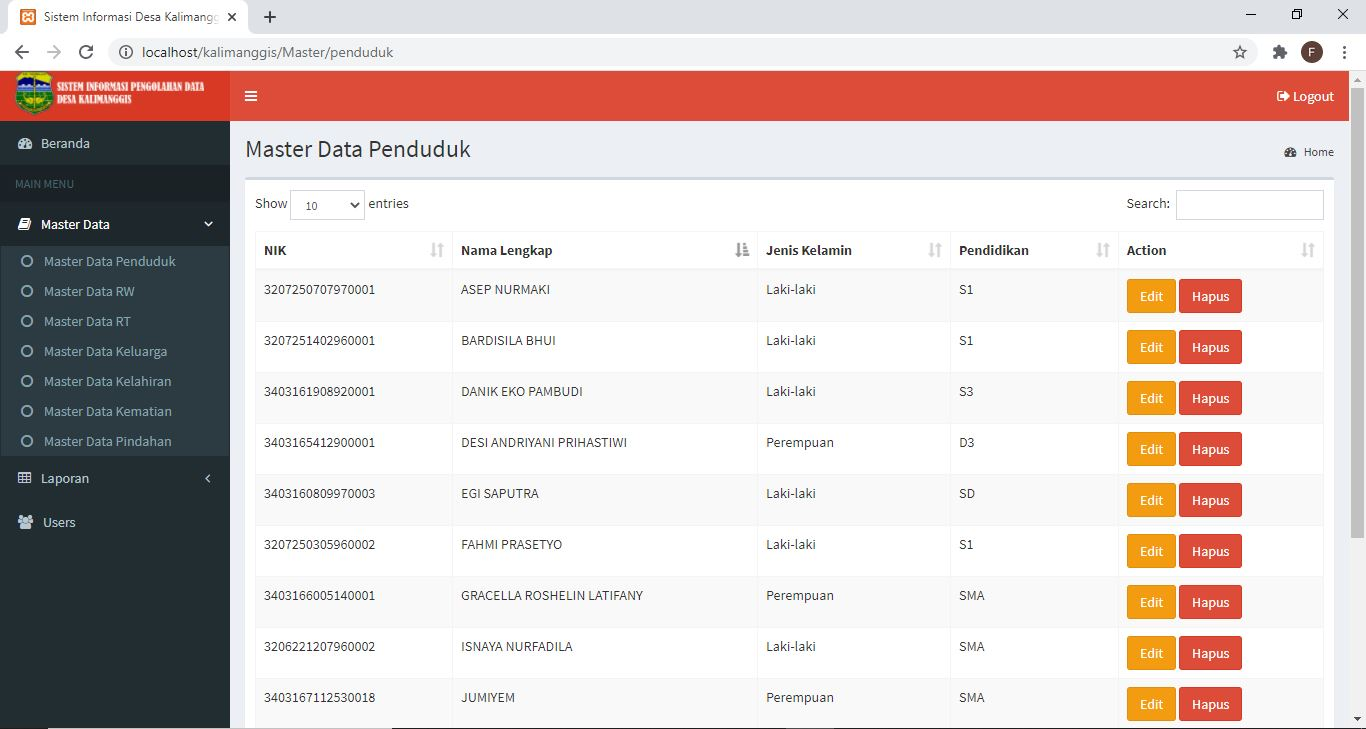 Sistem Informasi Desa Kalimangg
localhost/kalimanggis/Master/penduduk
F
SISTEM INFORMASI PENGOLAHAN DATA
DESA KALIMANGGIS
Logout
Beranda
MAIN MENU
Master Data
Master Data Penduduk
Master Data RW
Master Data RT
Master Data Keluarga
Master Data Kelahiran
Master Data Kematian
Master Data Pindahan
Laporan
Users
Master Data Penduduk
Home
Show 10 entries
Search:
NIK Nama Lengkap Jenis Kelamin Pendidikan Action
3207250707970001 ASEP NURMAKI Laki-laki S1 Edit Hapus
3207251402960001 BARDISILA BHUI Laki-laki S1 Edit Hapus
3403161908920001 DANIK EKO PAMBUDI Laki-laki S3 Edit Hapus
3403165412900001 DESI ANDRIYANI PRIHASTIWI Perempuan D3 Edit Hapus
3403160809970003 EGI SAPUTRA Laki-laki SD Edit Hapus
3207250305960002 FAHMI PRASETYO Laki-laki S1 Edit Hapus
3403166005140001 GRACELLA ROSHELIN LATIFANY Perempuan SMA Edit Hapus
3206221207960002 ISNAYA NURFADILA Laki-laki SMA Edit Hapus
3403167112530018 JUMIYEM Perempuan SMA Edit Hapus